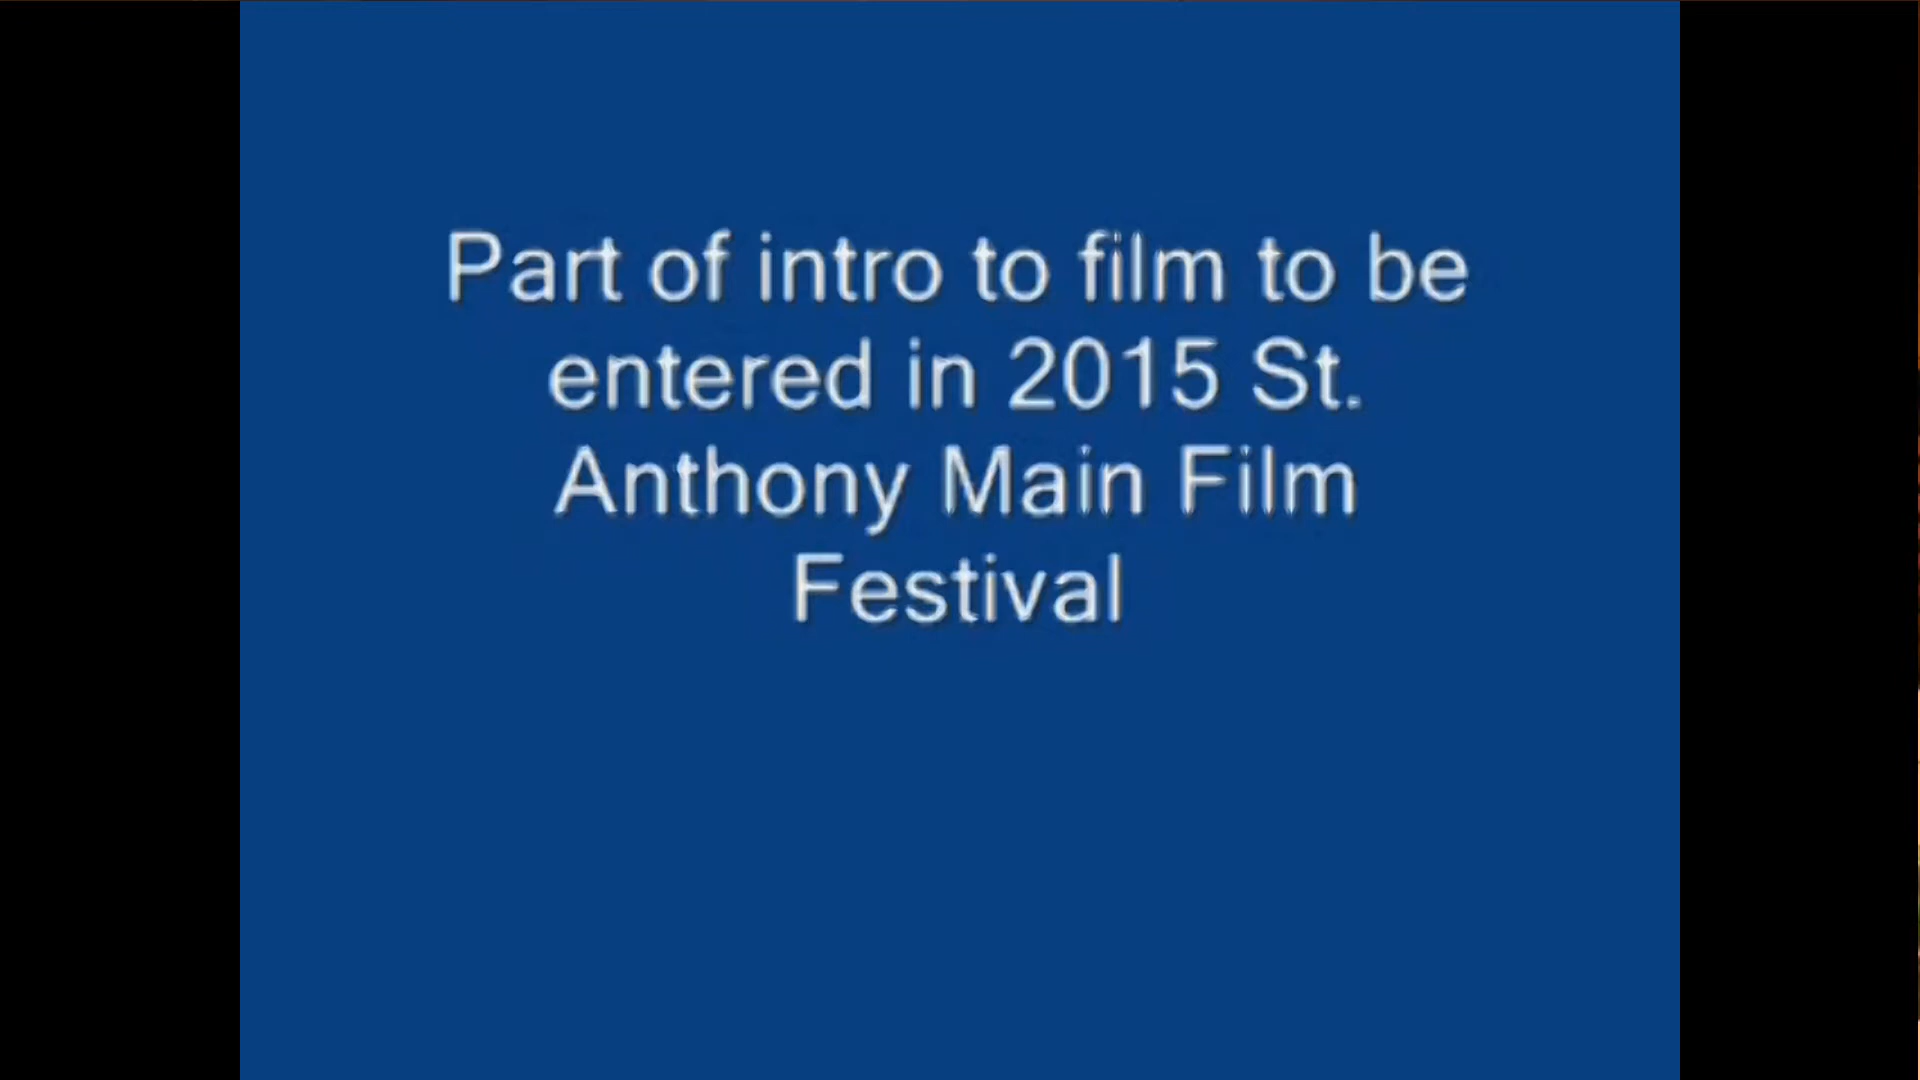 Part of intro to film to be
entered in 2015 St.
Anthony Main Film
Festival